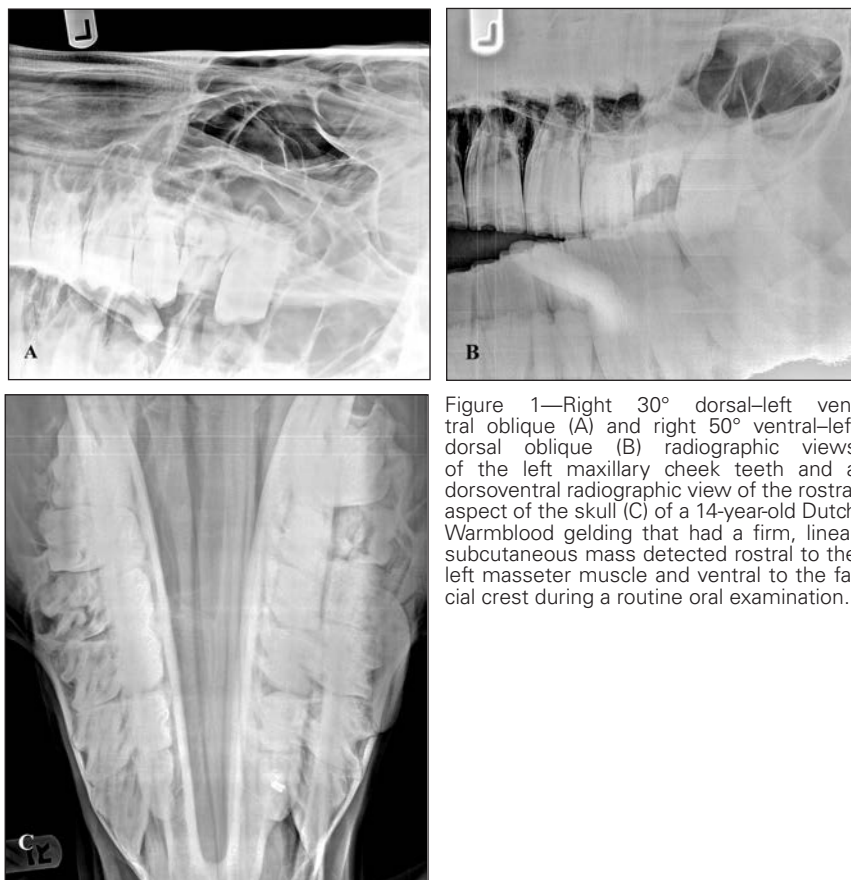 L
A
L
B
C
Figure 1—Right 30° dorsal–left ven
tral oblique (A) and right 50° ventral–lef
dorsal oblique (B) radiographic views
of the left maxillary cheek teeth and a
dorsoventral radiographic view of the rostra
aspect of the skull (C) of a 14-year-old Dutch
Warmblood gelding that had a firm, linea
subcutaneous mass detected rostral to the
left masseter muscle and ventral to the fa
cial crest during a routine oral examination.